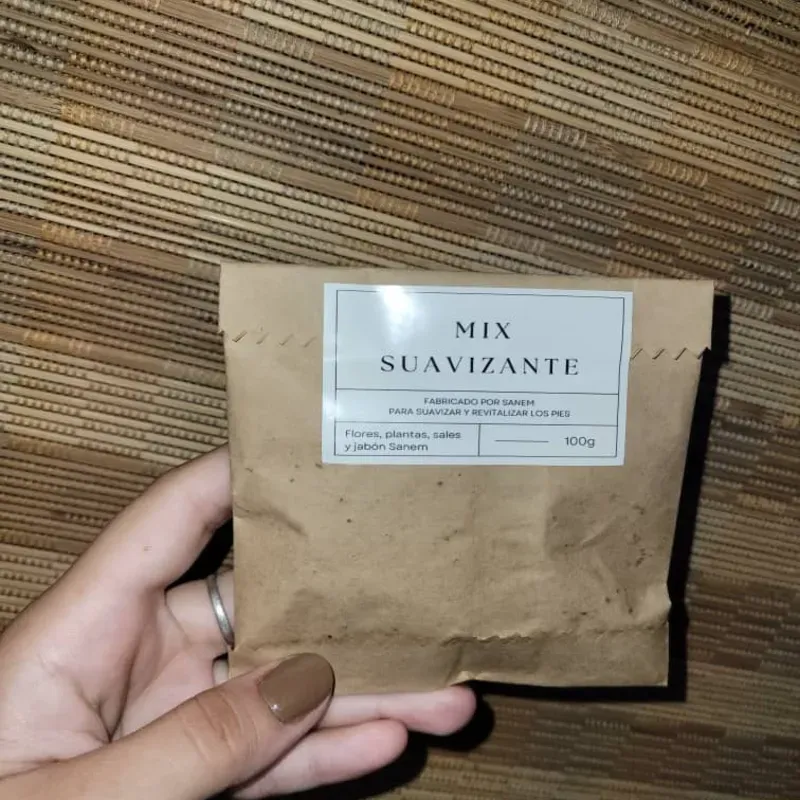 MIX
SUAVIZANTE
FABRICADO POR SANEM
PARA SUAVIZAR Y REVITALIZAR LOS PIES
Flores, plantas, sales
y jabón Sanem
100g